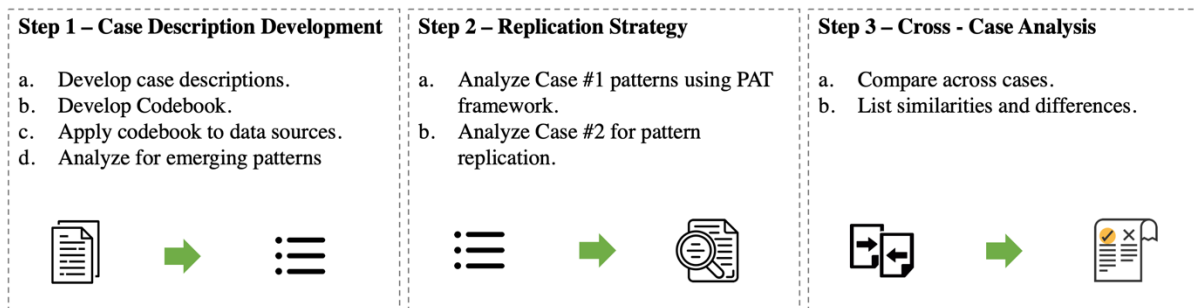 Step 1 – Case Description Development
a. Develop case descriptions.
b. Develop Codebook.
c. Apply codebook to data sources.
d. Analyze for emerging patterns
Step 2 – Replication Strategy
a. Analyze Case #1 patterns using PAT
framework.
b. Analyze Case #2 for pattern
replication.
Step 3 – Cross - Case Analysis
a. Compare across cases.
b. List similarities and differences.